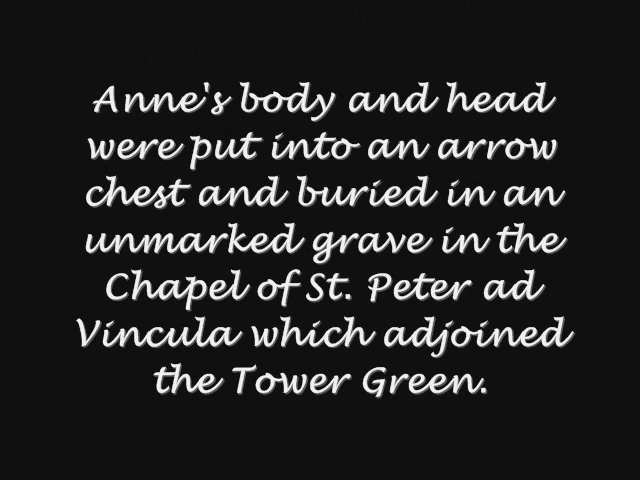 Anne's body and head
were put into an arrow
chest and buried in an
unmarked grave in the
Chapel of St. Peter ad
Vincula which adjoined
the Tower Green.